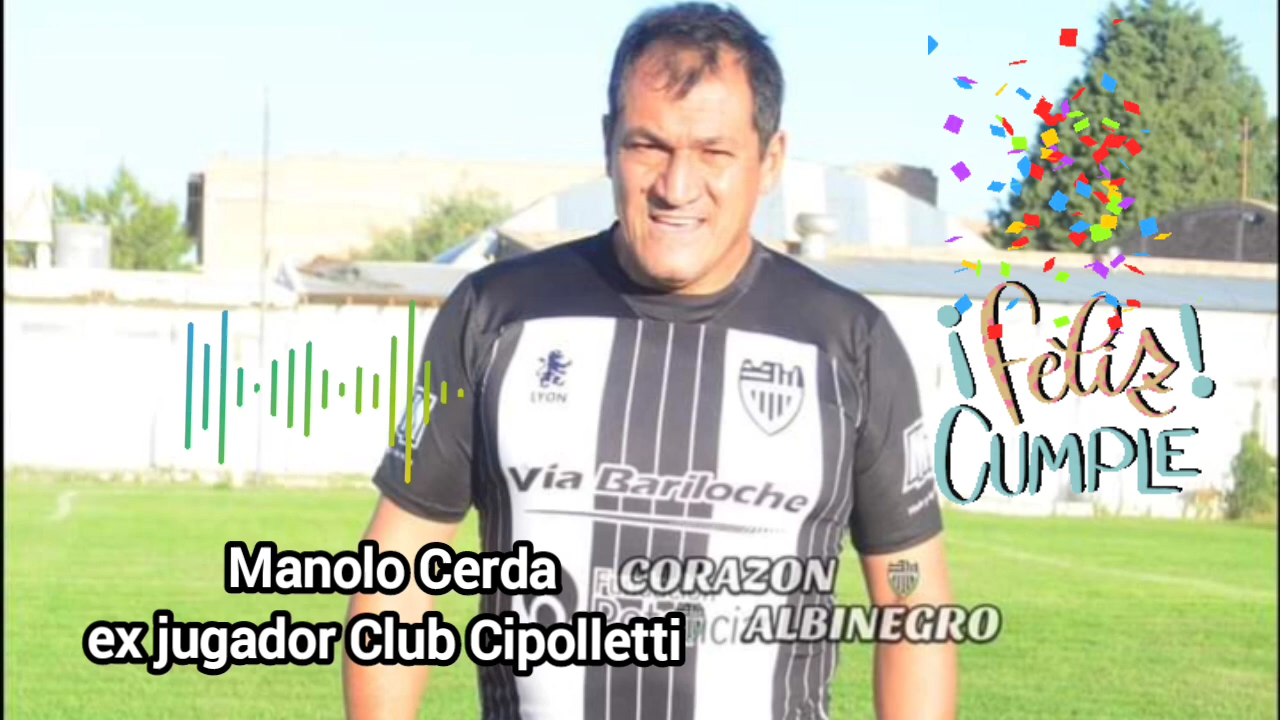 ¡feliz!
CUMPLE
LYON
Via Bariloche
Manolo Cerda
ex jugador Club Cipolletti
CORAZON
ALBINEGRO